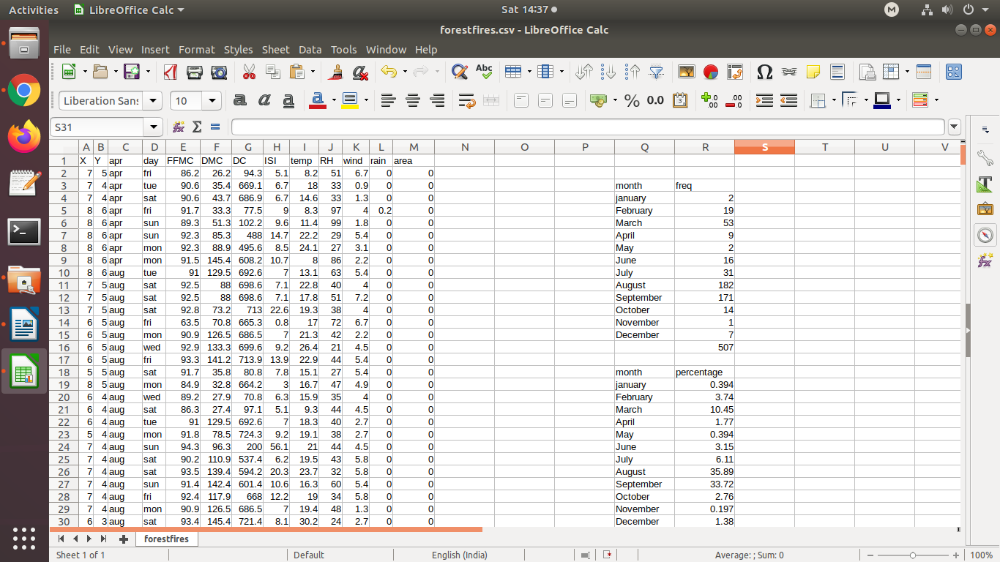 Activities LibreOffice Calc Sat 14:37 M
forestfires.csv - LibreOffice Calc
File Edit View Insert Format Styles Sheet Data Tools Window Help
Abc
Liberation Sans 10 a a a a % 0.0
S31
A B C D E F G H I J K L M N O P Q R S T U V
1 X Y apr day FFMC DMC DC ISI temp RH wind rain area
2 7 5 apr fri 86.2 26.2 94.3 5.1 8.2 51 6.7 0 0
3 7 4 apr tue 90.6 35.4 669.1 6.7 18 33 0.9 0 0 month freq
4 7 4 apr sat 90.6 43.7 686.9 6.7 14.6 33 1.3 0 0 january 2
5 8 6 apr fri 91.7 33.3 77.5 9 8.3 97 4 0.2 0 February 19
6 8 6 apr sun 89.3 51.3 102.2 9.6 11.4 99 1.8 0 0 March 53
7 8 6 apr sun 92.3 85.3 488 14.7 22.2 29 5.4 0 0 April 9
8 8 6 apr mon 92.3 88.9 495.6 8.5 24.1 27 3.1 0 0 May 2
9 8 6 apr mon 91.5 145.4 608.2 10.7 8 86 2.2 0 0 June 16
10 8 6 aug tue 91 129.5 692.6 7 13.1 63 5.4 0 0 July 31
11 7 5 aug sat 92.5 88 698.6 7.1 22.8 40 4 0 0 August 182
12 7 5 aug sat 92.5 88 698.6 7.1 17.8 51 7.2 0 0 September 171
13 7 5 aug sat 92.8 73.2 713 22.6 19.3 38 4 0 0 October 14
14 6 5 aug fri 63.5 70.8 665.3 0.8 17 72 6.7 0 0 November 1
15 6 5 aug mon 90.9 126.5 686.5 7 21.3 42 2.2 0 0 December 7
16 6 5 aug wed 92.9 133.3 699.6 9.2 26.4 21 4.5 0 0 507
17 6 5 aug fri 93.3 141.2 713.9 13.9 22.9 44 5.4 0 0
18 5 5 aug sat 91.7 35.8 80.8 7.8 15.1 27 5.4 0 0 month percentage
19 8 5 aug mon 84.9 32.8 664.2 3 16.7 47 4.9 0 0 january 0.394
20 6 4 aug wed 89.2 27.9 70.8 6.3 15.9 35 4 0 0 February 3.74
21 6 4 aug sat 86.3 27.4 97.1 5.1 9.3 44 4.5 0 0 March 10.45
22 6 4 aug tue 91 129.5 692.6 7 18.3 40 2.7 0 0 April 1.77
23 5 4 aug mon 91.8 78.5 724.3 9.2 19.1 38 2.7 0 0 May 0.394
24 7 4 aug sun 94.3 96.3 200 56.1 21 44 4.5 0 0 June 3.15
25 7 4 aug sat 90.2 110.9 537.4 6.2 19.5 43 5.8 0 0 July 6.11
26 7 4 aug sat 93.5 139.4 594.2 20.3 23.7 32 5.8 0 0 August 35.89
27 7 4 aug sun 91.4 142.4 601.4 10.6 16.3 60 5.4 0 0 September 33.72
28 7 4 aug fri 92.4 117.9 668 12.2 19 34 5.8 0 0 October 2.76
29 7 4 aug mon 90.9 126.5 686.5 7 19.4 48 1.3 0 0 November 0.197
30 6 3 aug sat 93.4 145.4 721.4 8.1 30.2 24 2.7 0 0 December 1.38
forestfires
Sheet 1 of 1 Default English (India) Average: ; Sum: 0 100%